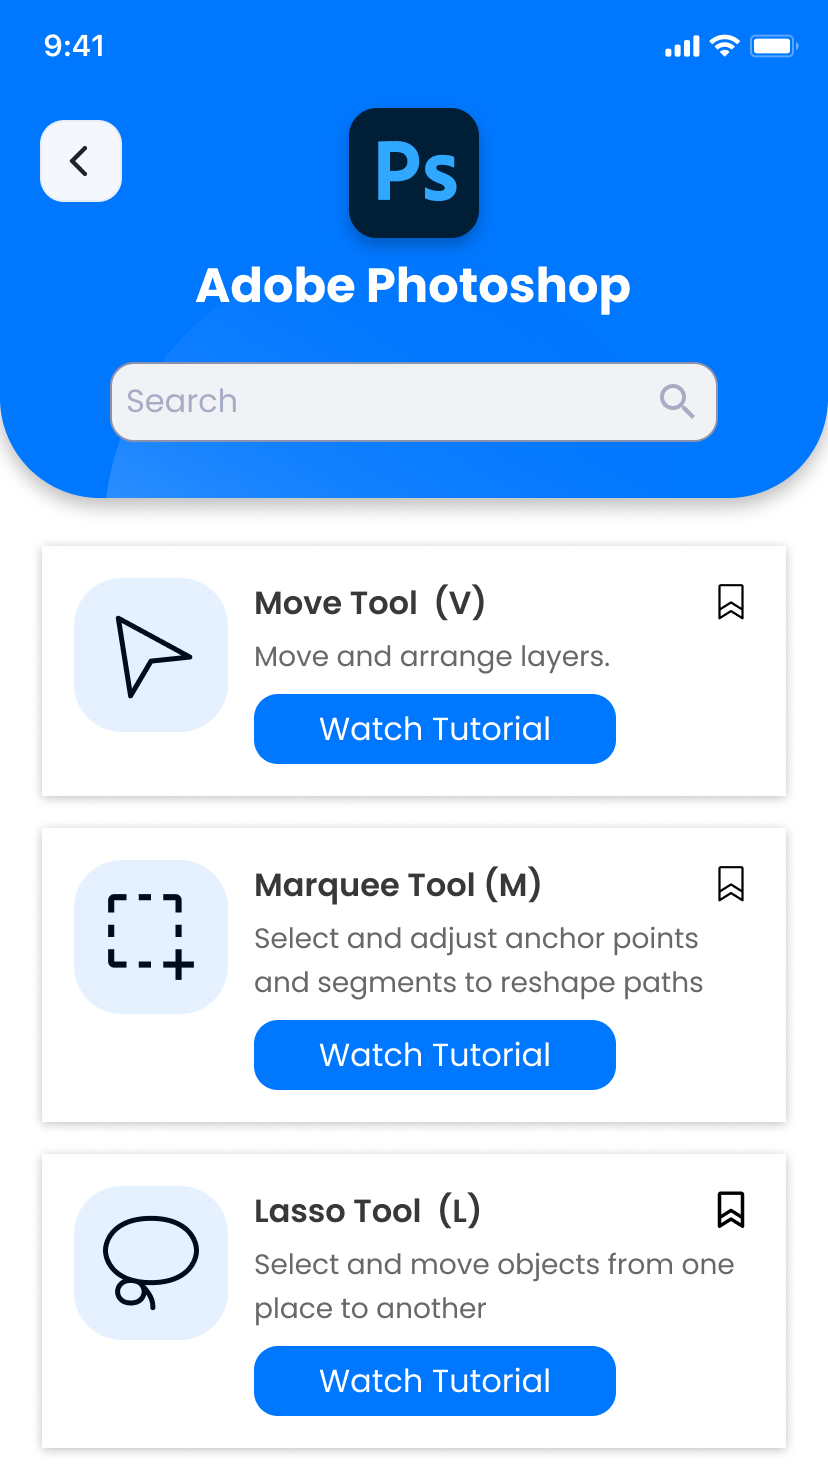 9:41
Ps
Adobe Photoshop
Search
Move Tool (V)
Move and arrange layers.
Watch Tutorial
Marquee Tool (M)
Select and adjust anchor points
and segments to reshape paths
Watch Tutorial
Lasso Tool (L)
Select and move objects from one
place to another
Watch Tutorial